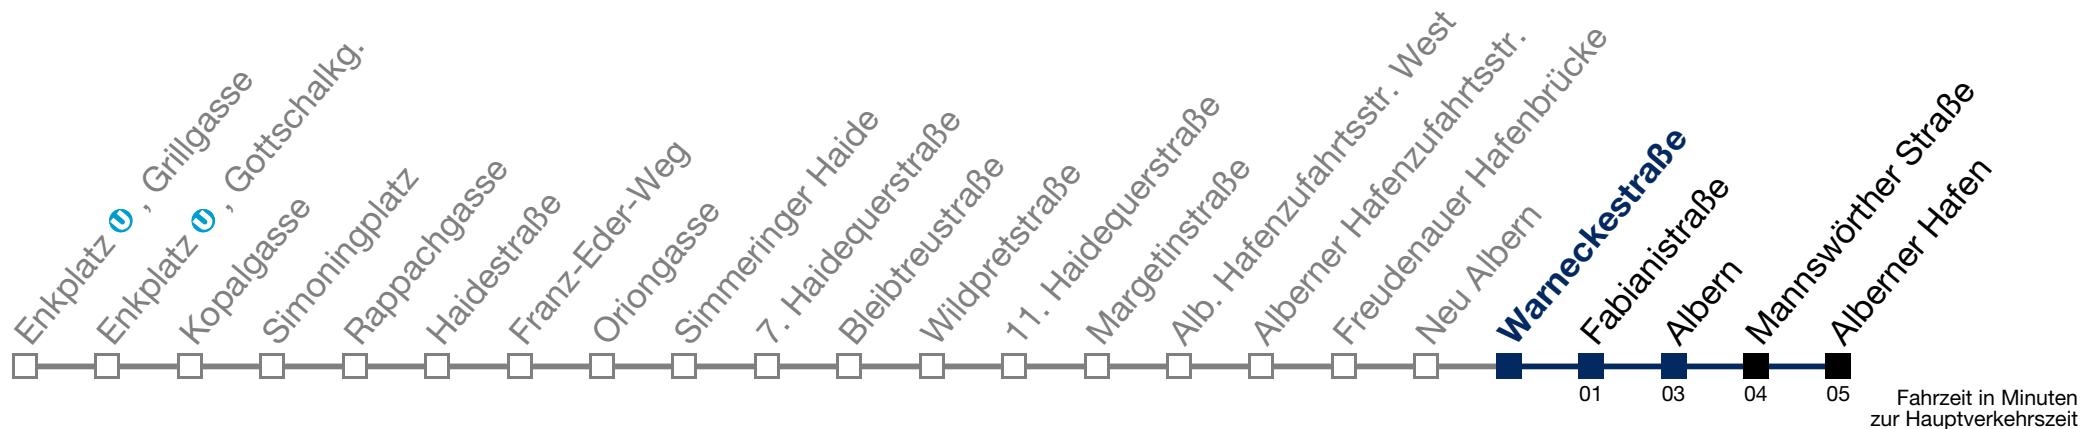 Enkplatz U, Grillgasse
Enkplatz U, Gottschalkg.
Kopalgasse
Simoningplatz
Rappachgasse
Haidestraße
Franz-Eder-Weg
Oriongasse
Simmeringer Haide
7. Haidequerstraße
Bleibtreustraße
Wildpretstraße
11. Haidequerstraße
Margetinstraße
Alb. Hafenzufahrtsstr. West
Alberner Hafenzufahrtsstr.
Freudenauer Hafenbrücke
Neu Albern
Warneckestraße
Fabianistraße
Albern
Mannswörther Straße
Alberner Hafen
01 03 04 05
Fahrzeit in Minuten
zur Hauptverkehrszeit